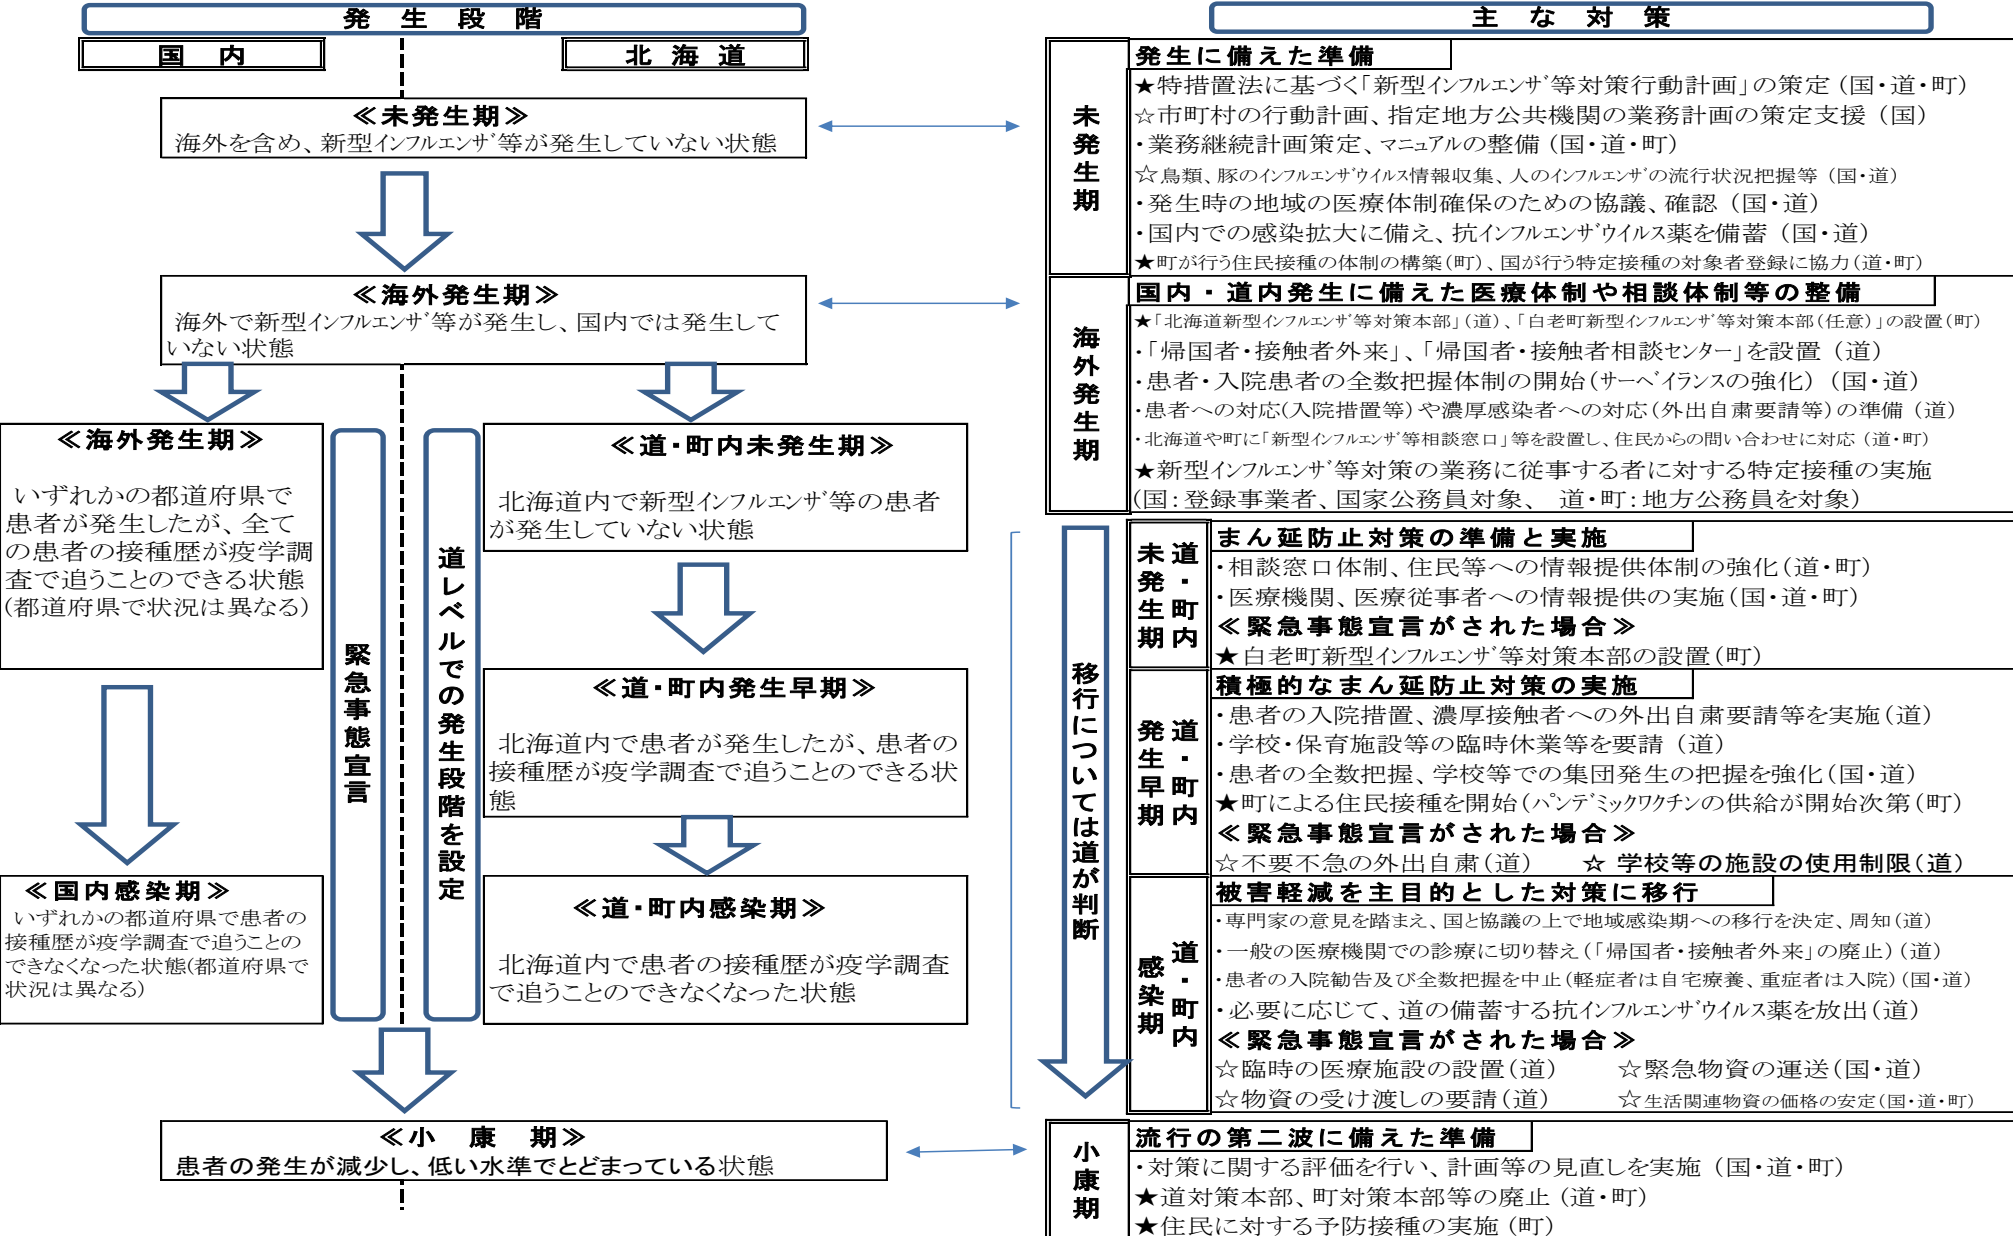 発生段階
国内
北海道
≪未発生期≫
海外を含め、新型インフルエンザ等が発生していない状態
≪海外発生期≫
海外で新型インフルエンザ等が発生し、国内では発生して
いない状態
≪海外発生期≫
いずれかの都道府県で
患者が発生したが、全て
の患者の接種歴が疫学調
査で追うことのできる状態
(都道府県で状況は異なる)
≪国内感染期≫
いずれかの都道府県で患者の
接種歴が疫学調査で追うことの
できなくなった状態(都道府県で
状況は異なる)
緊急事態宣言
道レベルでの発生段階を設定
≪道・町内未発生期≫
北海道内で新型インフルエンザ等の患者
が発生していない状態
≪道・町内発生早期≫
北海道内で患者が発生したが、患者の
接種歴が疫学調査で追うことのできる状
態
≪道・町内感染期≫
北海道内で患者の接種歴が疫学調査
で追うことのできなくなった状態
≪小康期≫
患者の発生が減少し、低い水準でとどまっている状態
主な対策
未発生期
発生に備えた準備
★特措置法に基づく「新型インフルエンザ等対策行動計画」の策定（国・道・町）
☆市町村の行動計画、指定地方公共機関の業務計画の策定支援（国）
・業務継続計画策定、マニュアルの整備（国・道・町）
☆鳥類、豚のインフルエンザウイルス情報収集、人のインフルエンザの流行状況把握等（国・道）
・発生時の地域の医療体制確保のための協議、確認（国・道）
・国内での感染拡大に備え、抗インフルエンザウイルス薬を備蓄（国・道）
★町が行う住民接種の体制の構築(町)、国が行う特定接種の対象者登録に協力(道・町)
海外発生期
国内・道内発生に備えた医療体制や相談体制等の整備
★「北海道新型インフルエンザ等対策本部」(道)、「白老町新型インフルエンザ等対策本部(任意)」の設置(町)
・「帰国者・接触者外来」、「帰国者・接触者相談センター」を設置（道）
・患者・入院患者の全数把握体制の開始(サーベイランスの強化)（国・道）
・患者への対応(入院措置等)や濃厚感染者への対応(外出自粛要請等)の準備（道）
・北海道や町に「新型インフルエンザ等相談窓口」等を設置し、住民からの問い合わせに対応（道・町）
★新型インフルエンザ等対策の業務に従事する者に対する特定接種の実施
(国:登録事業者、国家公務員対象、 道・町:地方公務員を対象)
移行については道が判断
道・町内未発生期
まん延防止対策の準備と実施
・相談窓口体制、住民等への情報提供体制の強化(道・町)
・医療機関、医療従事者への情報提供の実施(国・道・町)
≪緊急事態宣言がされた場合≫
★白老町新型インフルエンザ等対策本部の設置(町)
道・町内発生早期
積極的なまん延防止対策の実施
・患者の入院措置、濃厚接触者への外出自粛要請等を実施(道)
・学校・保育施設等の臨時休業等を要請（道）
・患者の全数把握、学校等での集団発生の把握を強化(国・道)
★町による住民接種を開始(パンデミックワクチンの供給が開始次第(町)
≪緊急事態宣言がされた場合≫
☆不要不急の外出自粛(道)　☆ 学校等の施設の使用制限(道)
道・町内感染期
被害軽減を主目的とした対策に移行
・専門家の意見を踏まえ、国と協議の上で地域感染期への移行を決定、周知(道)
・一般の医療機関での診療に切り替え(「帰国者・接触者外来」の廃止)(道)
・患者の入院勧告及び全数把握を中止(軽症者は自宅療養、重症者は入院)(国・道)
・必要に応じて、道の備蓄する抗インフルエンザウイルス薬を放出(道)
≪緊急事態宣言がされた場合≫
☆臨時の医療施設の設置(道)　☆緊急物資の運送(国・道)
☆物資の受け渡しの要請(道)　☆生活関連物資の価格の安定(国・道・町)
小康期
流行の第二波に備えた準備
・対策に関する評価を行い、計画等の見直しを実施（国・道・町）
★道対策本部、町対策本部等の廃止（道・町）
★住民に対する予防接種の実施（町）